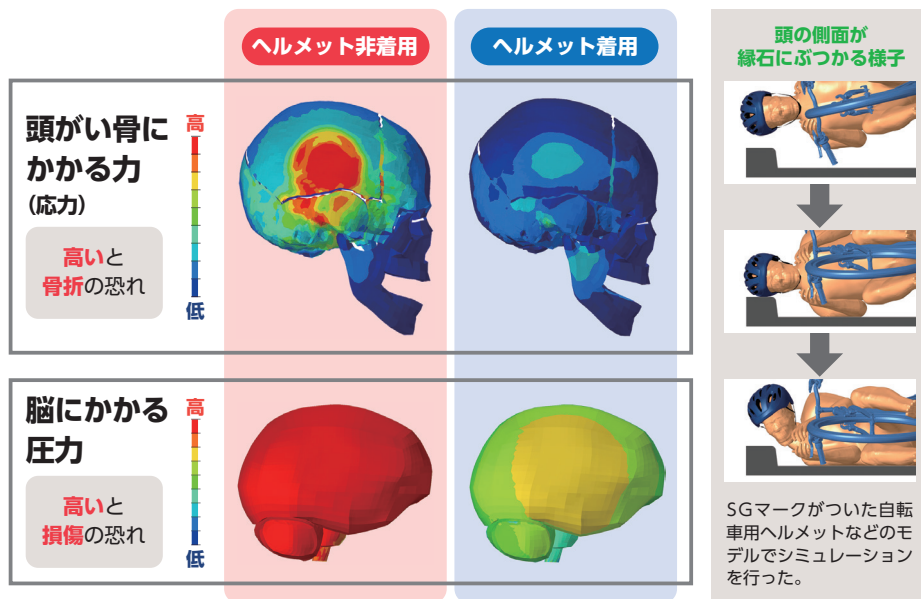 ヘルメット非着用
ヘルメット着用
頭がい骨に
かかる力
(応力)
高いと
骨折の恐れ
高
低
脳にかかる
圧力
高いと
損傷の恐れ
高
低
頭の側面が
縁石にぶつかる様子
SGマークがついた自転
車用ヘルメットなどのモ
デルでシミュレーション
を行った。